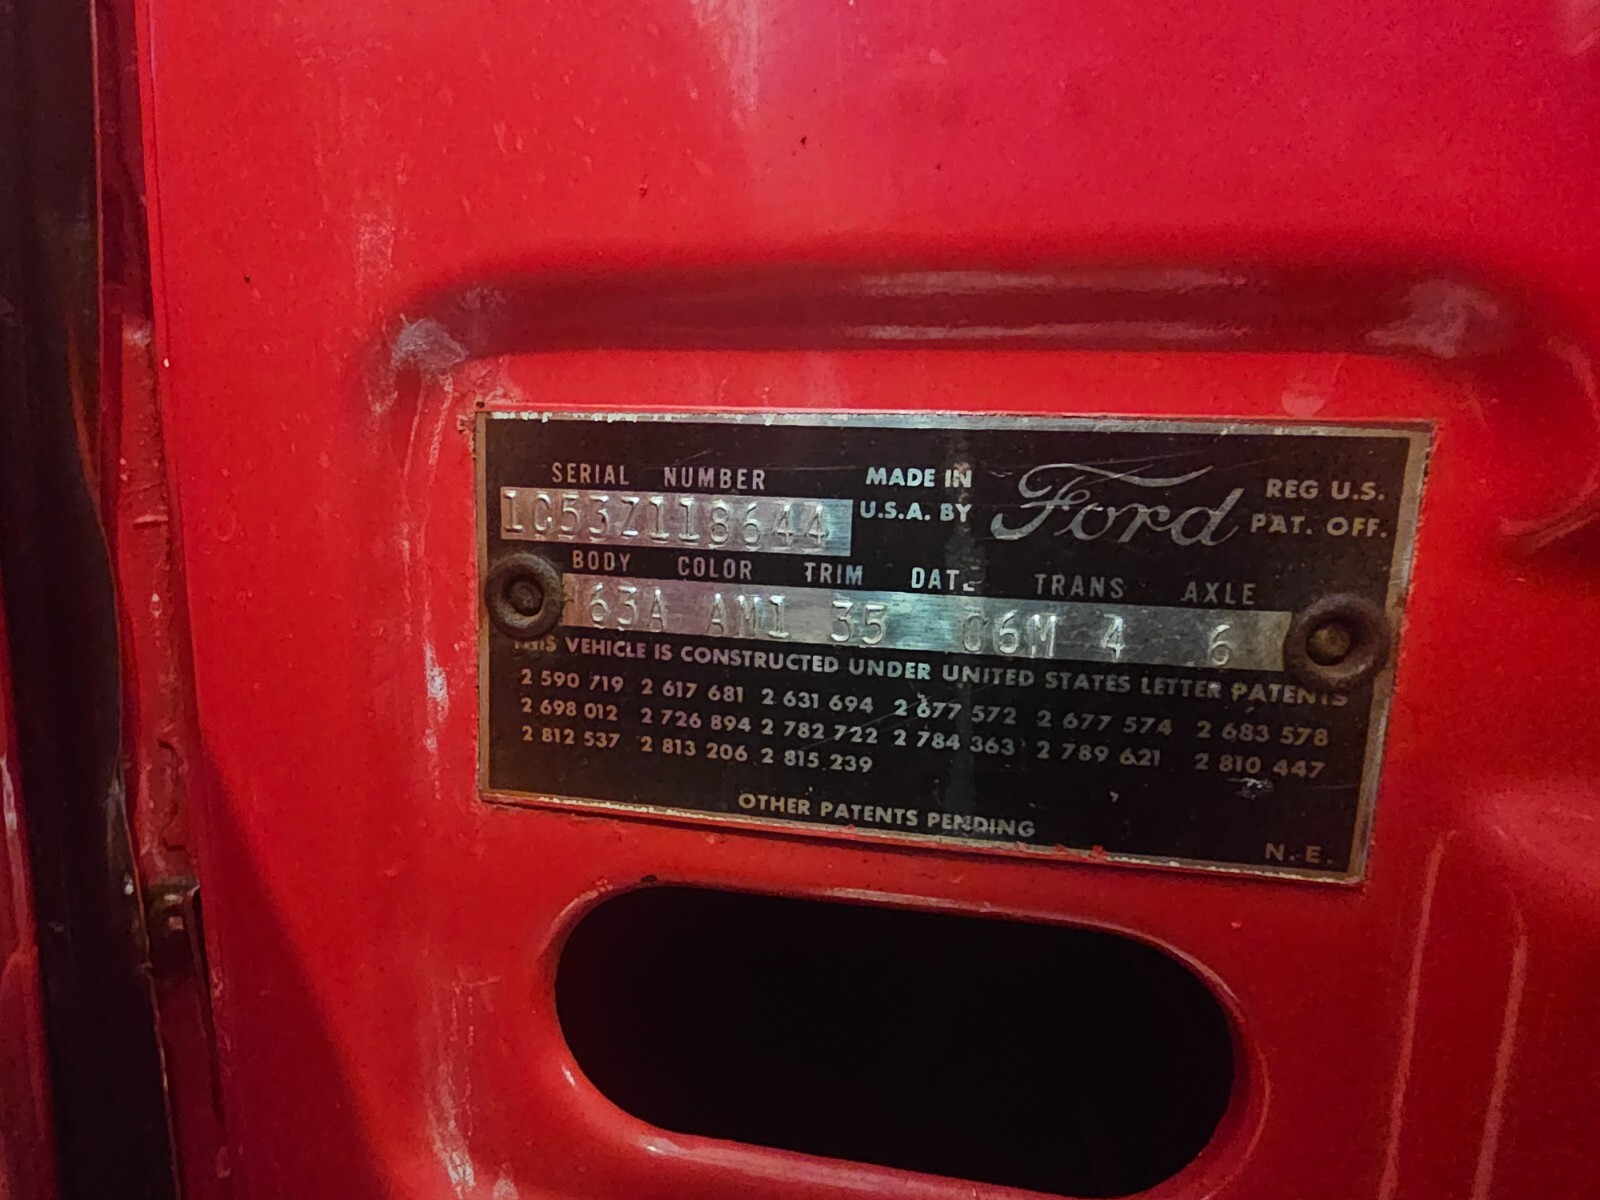 SERIAL NUMBER
1C53Z118644
MADE IN
U.S.A. BY
Ford
REG U.S.
PAT. OFF.
BODY COLOR TRIM DATE TRANS AXLE
63A AM1 35 06M 4 6
THIS VEHICLE IS CONSTRUCTED UNDER UNITED STATES LETTER PATENTS
2 590 719 2 617 681 2 631 694 2 677 572 2 677 574 2 683 578
2 698 012 2 726 894 2 782 722 2 784 363 2 789 621 2 810 447
2 812 537 2 813 206 2 815 239
OTHER PATENTS PENDING
N. E.